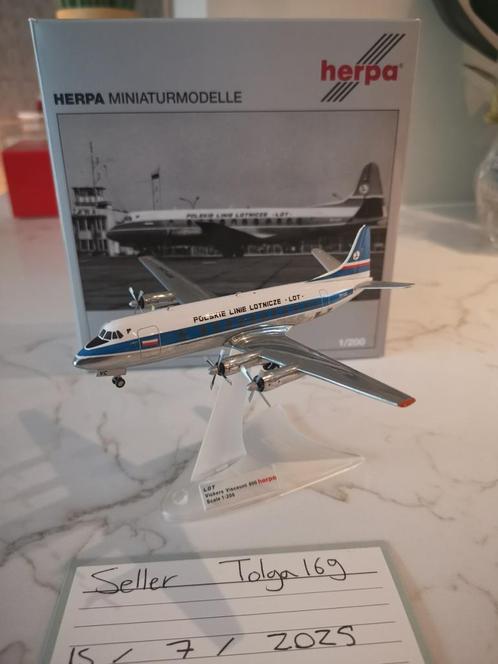 herpa
HERPA MINIATURMODELLE
POLSKIE LINIE LOTNICZE - LOT -
POLSKIE LINIE LOTNICZE - LOT -
1/200
VC
LOT
Vickers Viscount 800 herpa
Scale 1:200
Seller Tolga169
15 / 7 / 2025